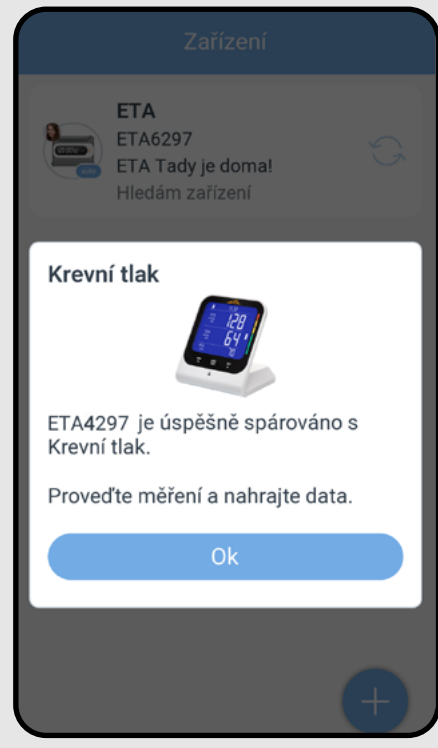 Zařízení
ETA
ETA6297
ETA Tady je doma!
auto
Hledám zařízení
Krevní tlak
128
64
ETA4297 je úspěšně spárováno s
Krevní tlak.
Proveďte měření a nahrajte data.
Ok